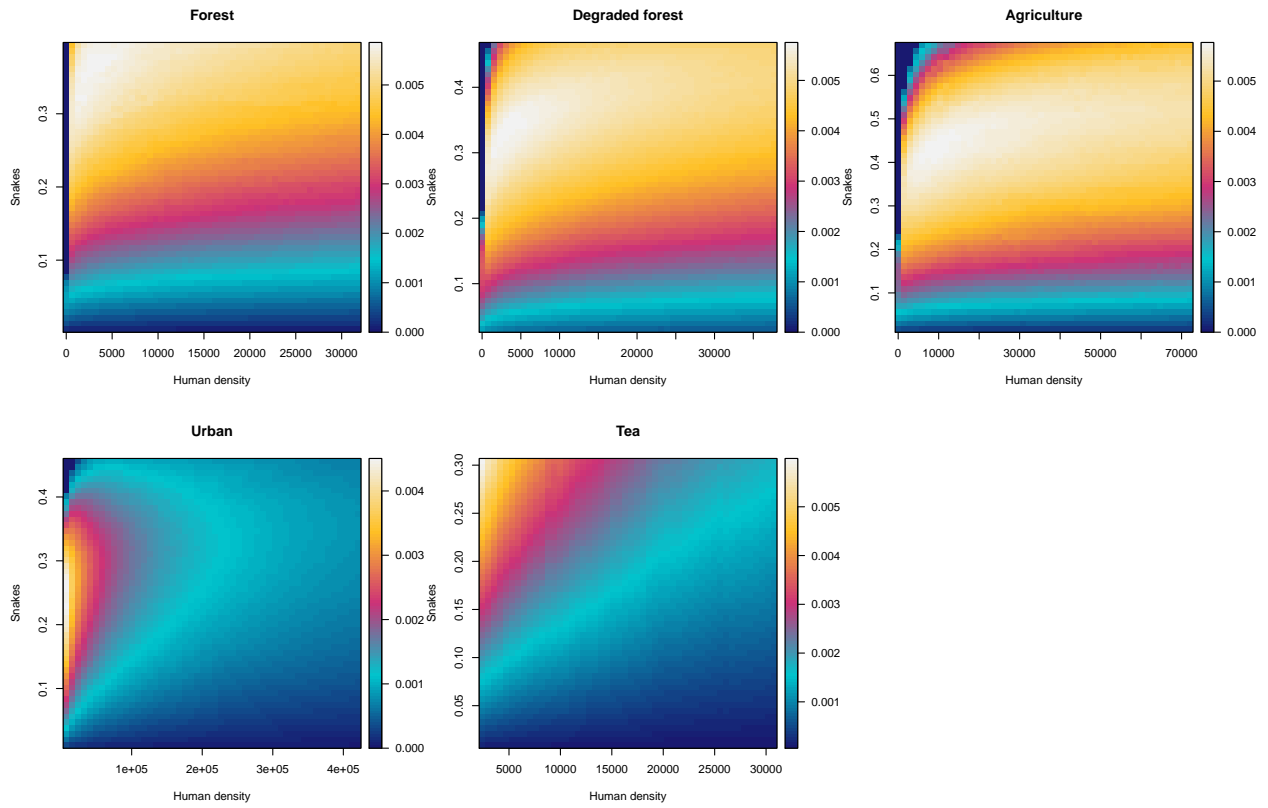 Forest
Snakes
0.1 0.2 0.3
0 5000 10000 15000 20000 25000 30000
Human density
0.000 0.001 0.002 0.003 0.004 0.005
Degraded forest
Snakes
0.1 0.2 0.3 0.4
0 5000 10000 20000 30000
Human density
0.000 0.001 0.002 0.003 0.004 0.005
Agriculture
Snakes
0.1 0.2 0.3 0.4 0.5 0.6
0 10000 30000 50000 70000
Human density
0.000 0.001 0.002 0.003 0.004 0.005
Urban
Snakes
0.1 0.2 0.3 0.4
1e+05 2e+05 3e+05 4e+05
Human density
0.000 0.001 0.002 0.003 0.004
Tea
Snakes
0.05 0.10 0.15 0.20 0.25 0.30
5000 10000 15000 20000 25000 30000
Human density
0.001 0.002 0.003 0.004 0.005